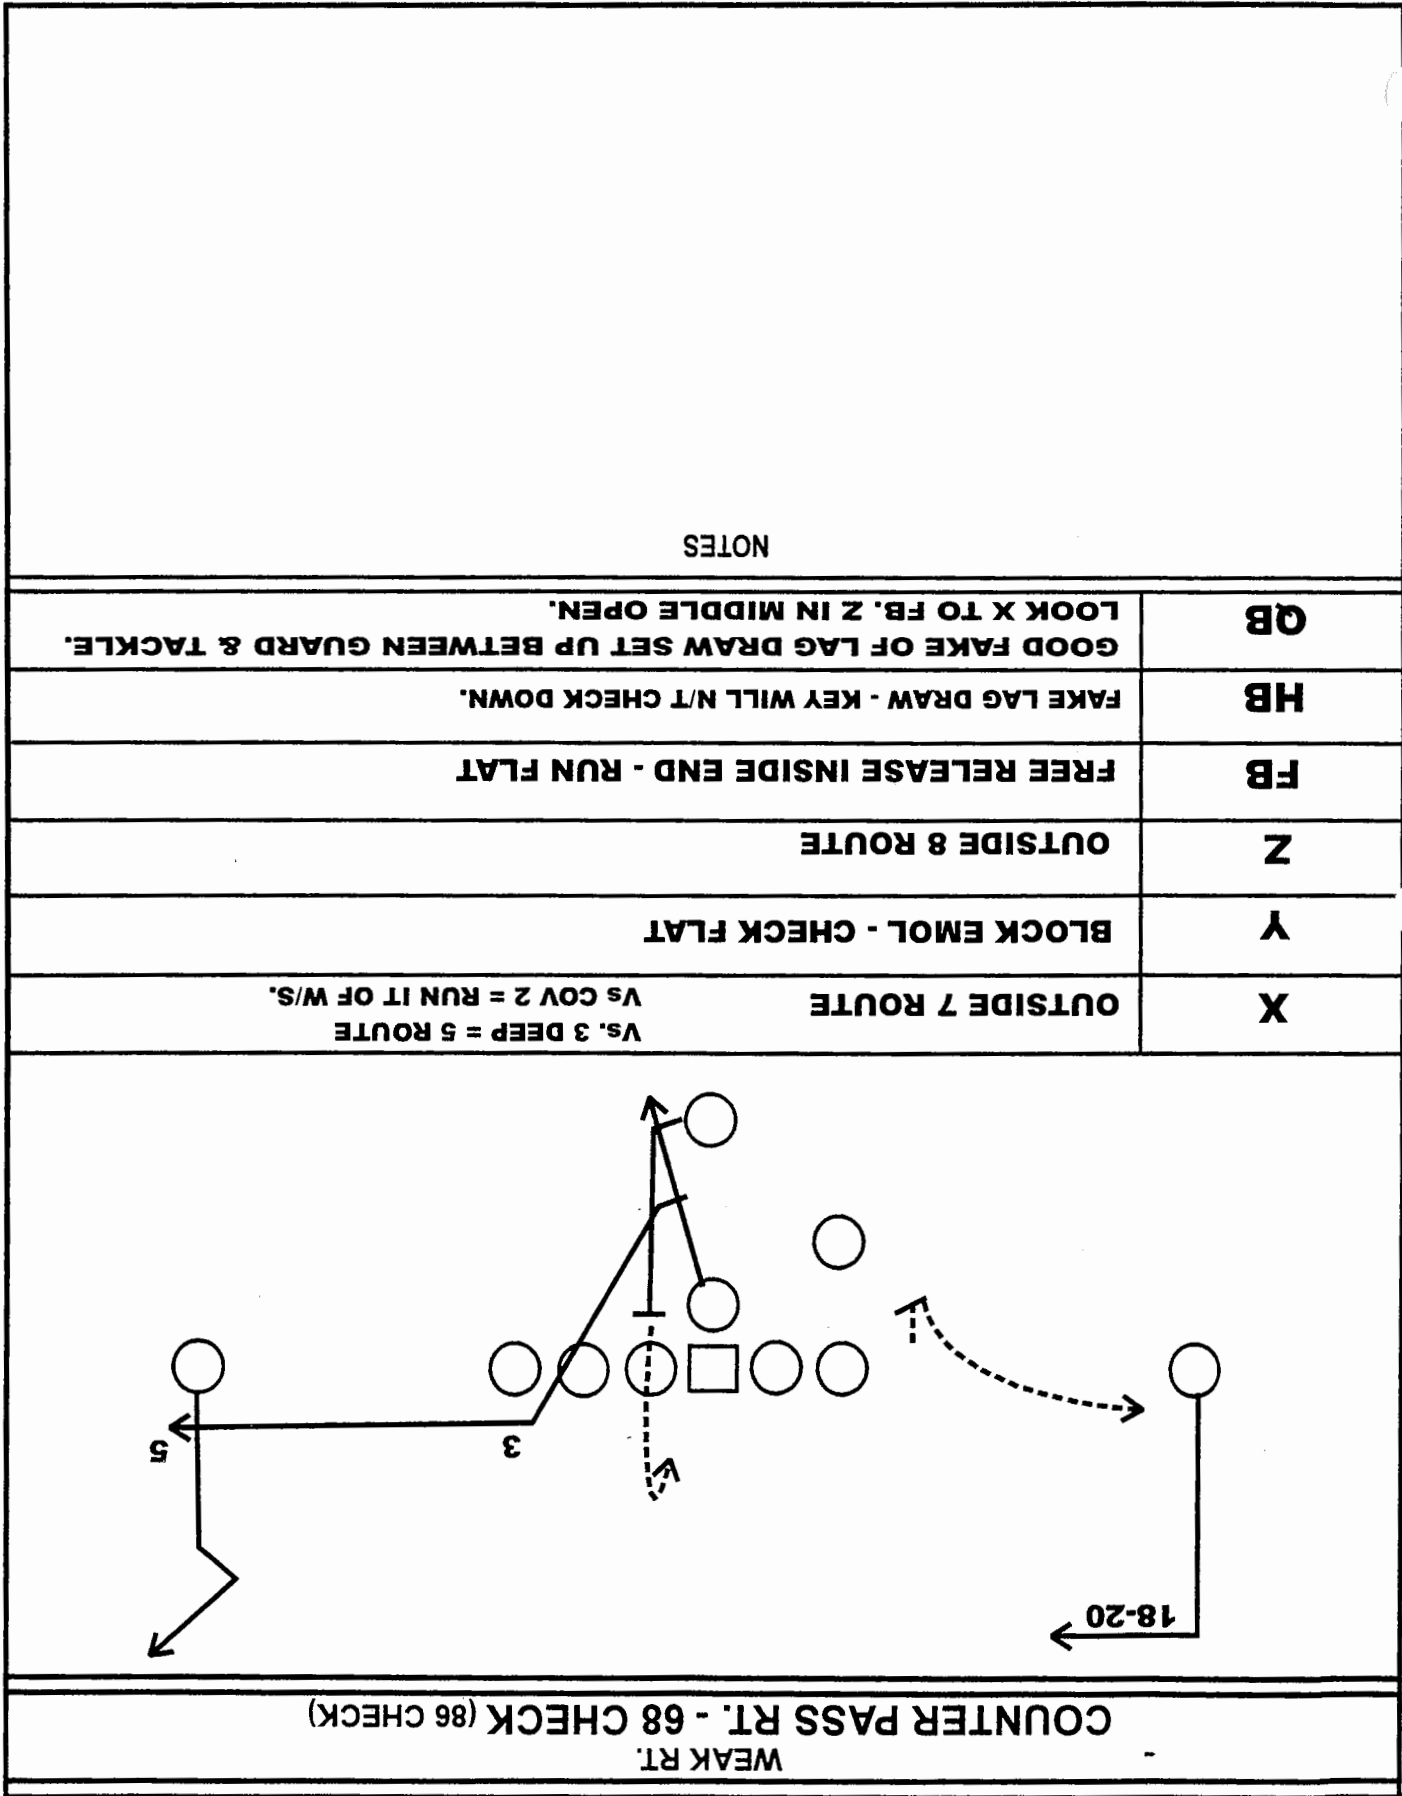 WEAK RT.
COUNTER PASS RT. - 68 CHECK (86 CHECK)
18-20
3
5
X
OUTSIDE 7 ROUTE
Vs. 3 DEEP = 5 ROUTE
Vs COV 2 = RUN IT OF W/S.
Y
BLOCK EMOL - CHECK FLAT
Z
OUTSIDE 8 ROUTE
FB
FREE RELEASE INSIDE END - RUN FLAT
HB
FAKE LAG DRAW - KEY WILL N/T CHECK DOWN.
QB
GOOD FAKE OF LAG DRAW SET UP BETWEEN GUARD & TACKLE.
LOOK X TO FB. Z IN MIDDLE OPEN.
NOTES